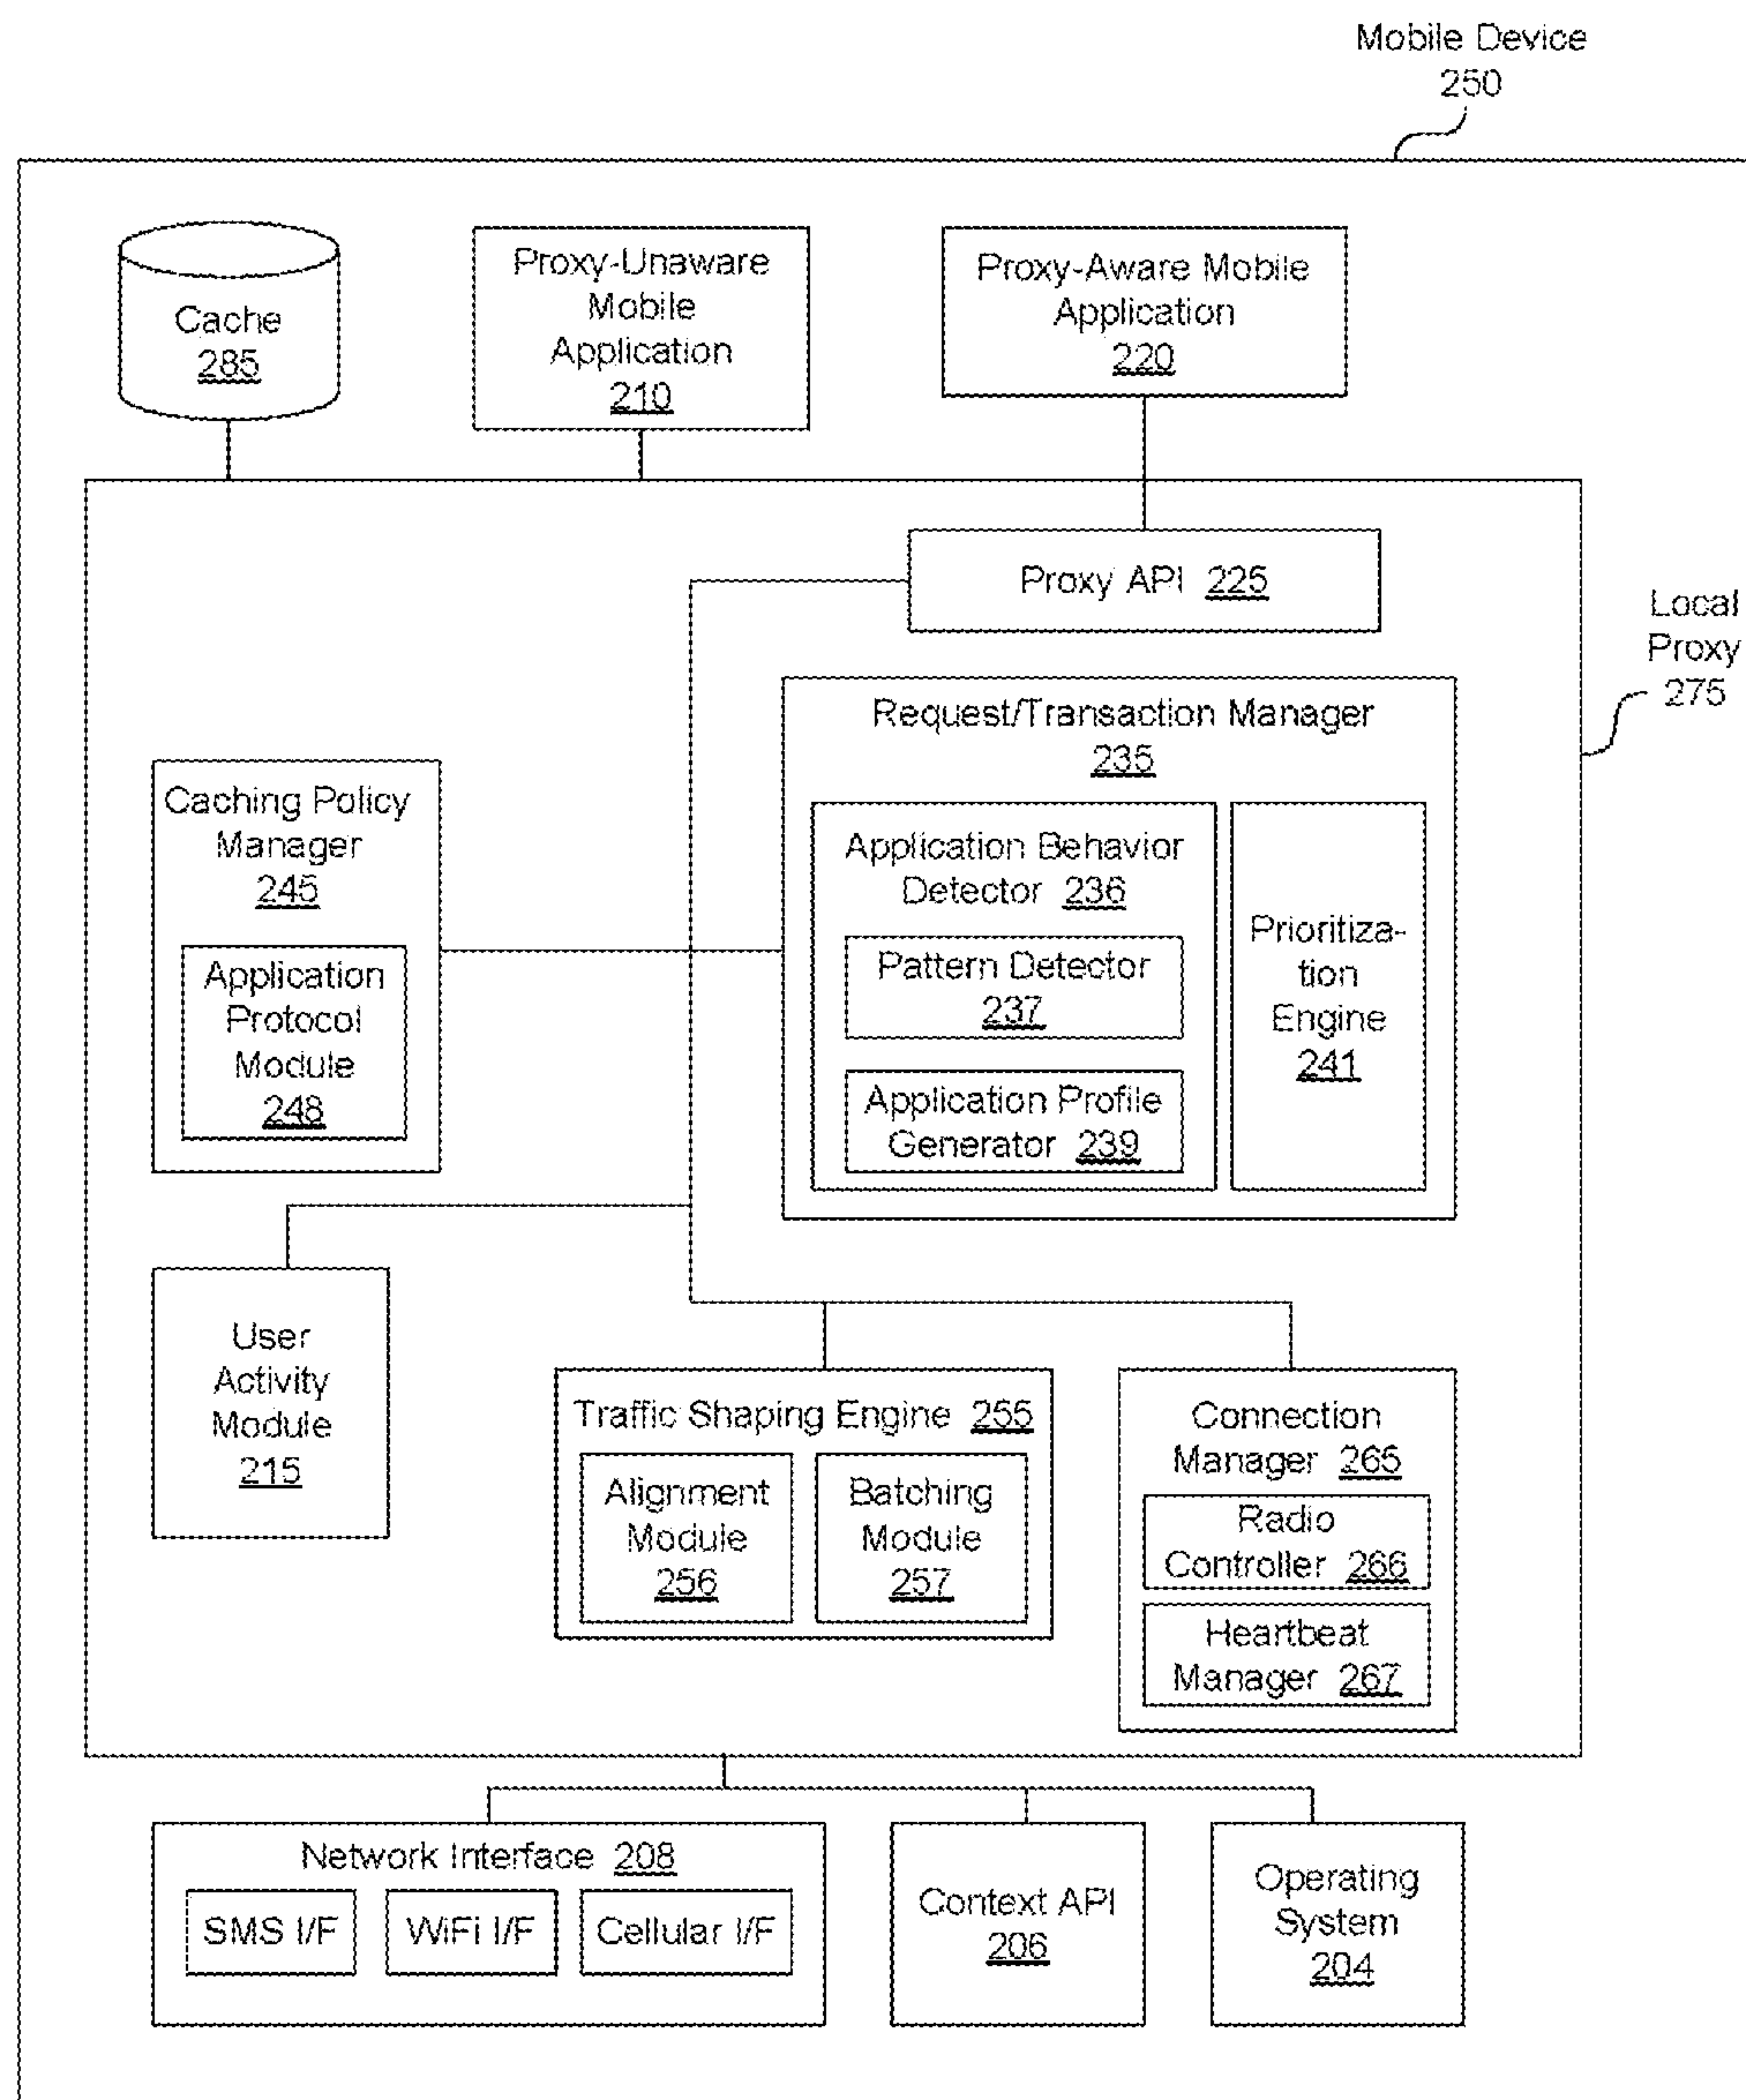 Mobile Device
250
Cache
285
Proxy-Unaware
Mobile
Application
210
Proxy-Aware Mobile
Application
220
Proxy API 225
Local
Proxy
275
Request/Transaction Manager
235
Caching Policy
Manager
245
Application
Protocol
Module
248
Application Behavior
Detector 236
Pattern Detector
237
Application Profile
Generator 239
Prioritiza-
tion
Engine
241
User
Activity
Module
215
Traffic Shaping Engine 255
Alignment
Module
256
Batching
Module
257
Connection
Manager 265
Radio
Controller 266
Heartbeat
Manager 267
Network Interface 208
SMS I/F
WiFi I/F
Cellular I/F
Context API
206
Operating
System
204